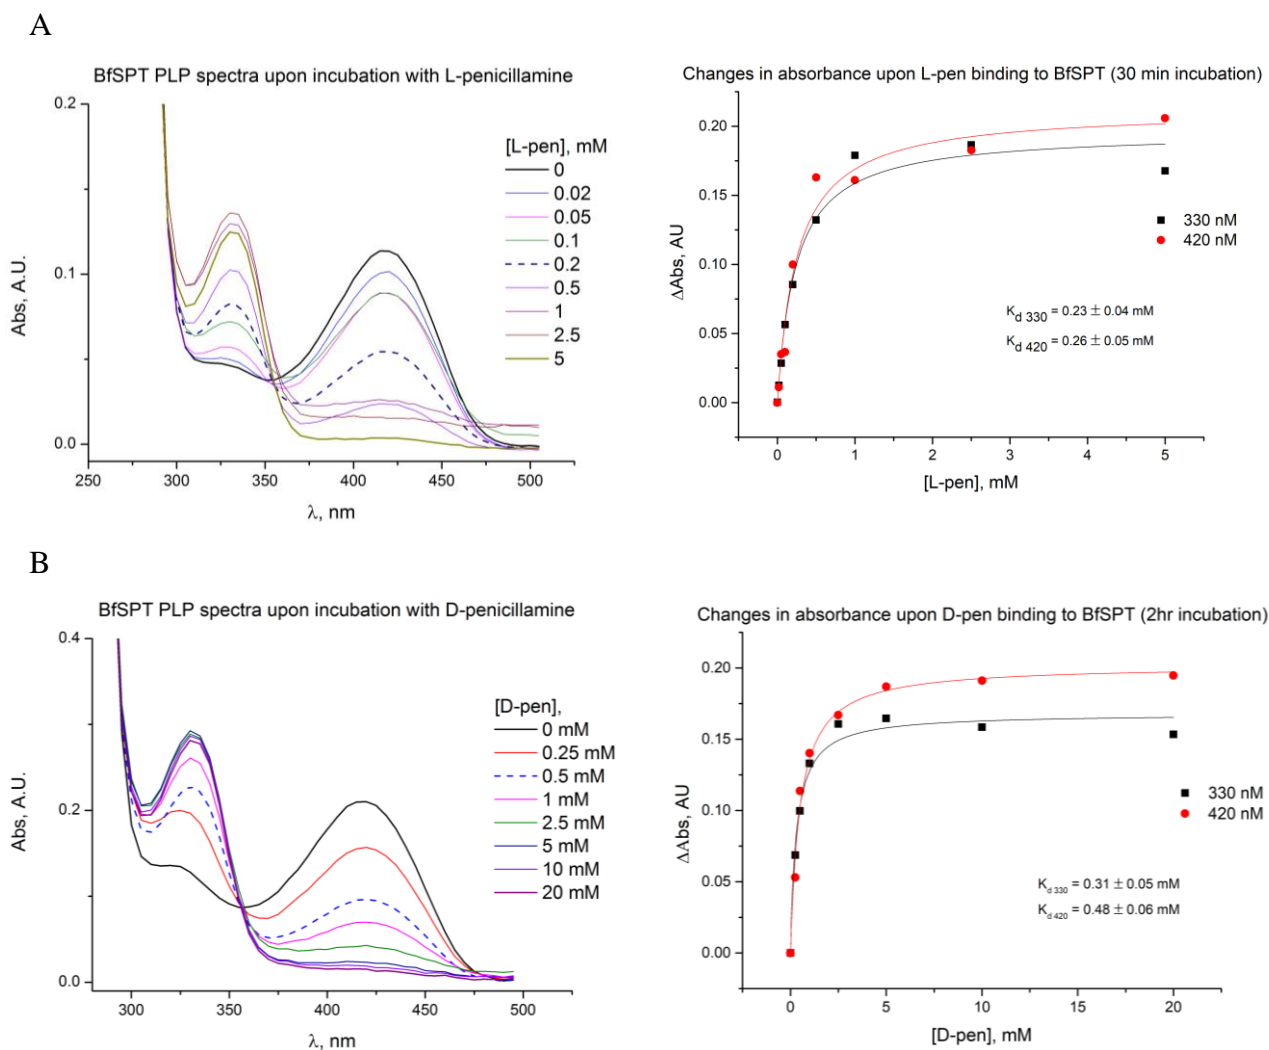 A
BfSPT PLP spectra upon incubation with L-penicillamine
0.2
0.1
0.0
Abs, A.U.
250
300
350
400
450
500
λ, nm
[L-pen], mM
0
0.02
0.05
0.1
0.2
0.5
1
2.5
5
Changes in absorbance upon L-pen binding to BfSPT (30 min incubation)
0.20
0.15
0.10
0.05
0.00
ΔAbs, AU
0
1
2
3
4
5
[L-pen], mM
330 nM
420 nM
Kd 330 = 0.23 ± 0.04 mM
Kd 420 = 0.26 ± 0.05 mM
B
BfSPT PLP spectra upon incubation with D-penicillamine
0.4
0.2
0.0
Abs, A.U.
300
350
400
450
500
λ, nm
[D-pen],
0 mM
0.25 mM
0.5 mM
1 mM
2.5 mM
5 mM
10 mM
20 mM
Changes in absorbance upon D-pen binding to BfSPT (2hr incubation)
0.20
0.15
0.10
0.05
0.00
ΔAbs, AU
0
5
10
15
20
[D-pen], mM
330 nM
420 nM
Kd 330 = 0.31 ± 0.05 mM
Kd 420 = 0.48 ± 0.06 mM